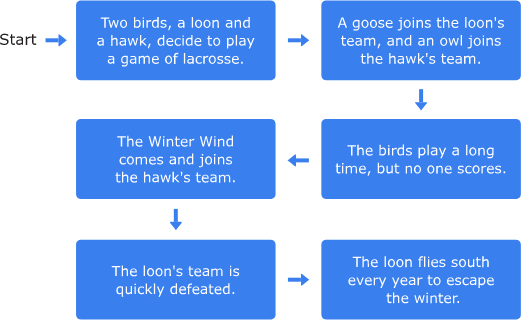 Start
Two birds, a loon and
a hawk, decide to play
a game of lacrosse.
A goose joins the loon's
team, and an owl joins
the hawk's team.
The birds play a long
time, but no one scores.
The Winter Wind
comes and joins
the hawk's team.
The loon's team is
quickly defeated.
The loon flies south
every year to escape
the winter.